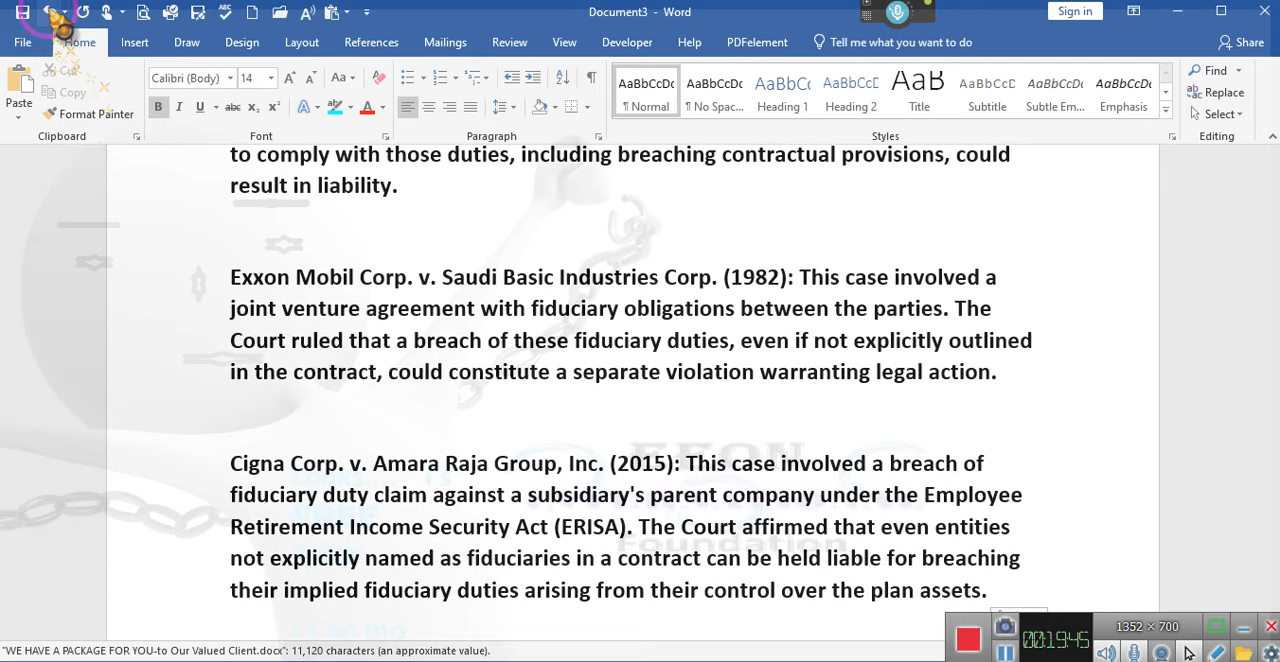 Document3 - Word
Sign in
File Home Insert Draw Design Layout References Mailings Review View Developer Help PDFelement Tell me what you want to do Share
Paste Cut Copy Format Painter
Calibri (Body) 14
AaBbCcDc AaBbCcDc AaBbCc AaBbCcD AaB AaBbCcD AaBbCcDt AaBbCcDt
¶ Normal ¶ No Spac... Heading 1 Heading 2 Title Subtitle Subtle Em... Emphasis
Find
Replace
Select
Clipboard Font Paragraph Styles Editing
to comply with those duties, including breaching contractual provisions, could
result in liability.
Exxon Mobil Corp. v. Saudi Basic Industries Corp. (1982): This case involved a
joint venture agreement with fiduciary obligations between the parties. The
Court ruled that a breach of these fiduciary duties, even if not explicitly outlined
in the contract, could constitute a separate violation warranting legal action.
Cigna Corp. v. Amara Raja Group, Inc. (2015): This case involved a breach of
fiduciary duty claim against a subsidiary's parent company under the Employee
Retirement Income Security Act (ERISA). The Court affirmed that even entities
not explicitly named as fiduciaries in a contract can be held liable for breaching
their implied fiduciary duties arising from their control over the plan assets.
Foundation
1352 × 700
00:19:45
"WE HAVE A PACKAGE FOR YOU-to Our Valued Client.docx": 11,120 characters (an approximate value).